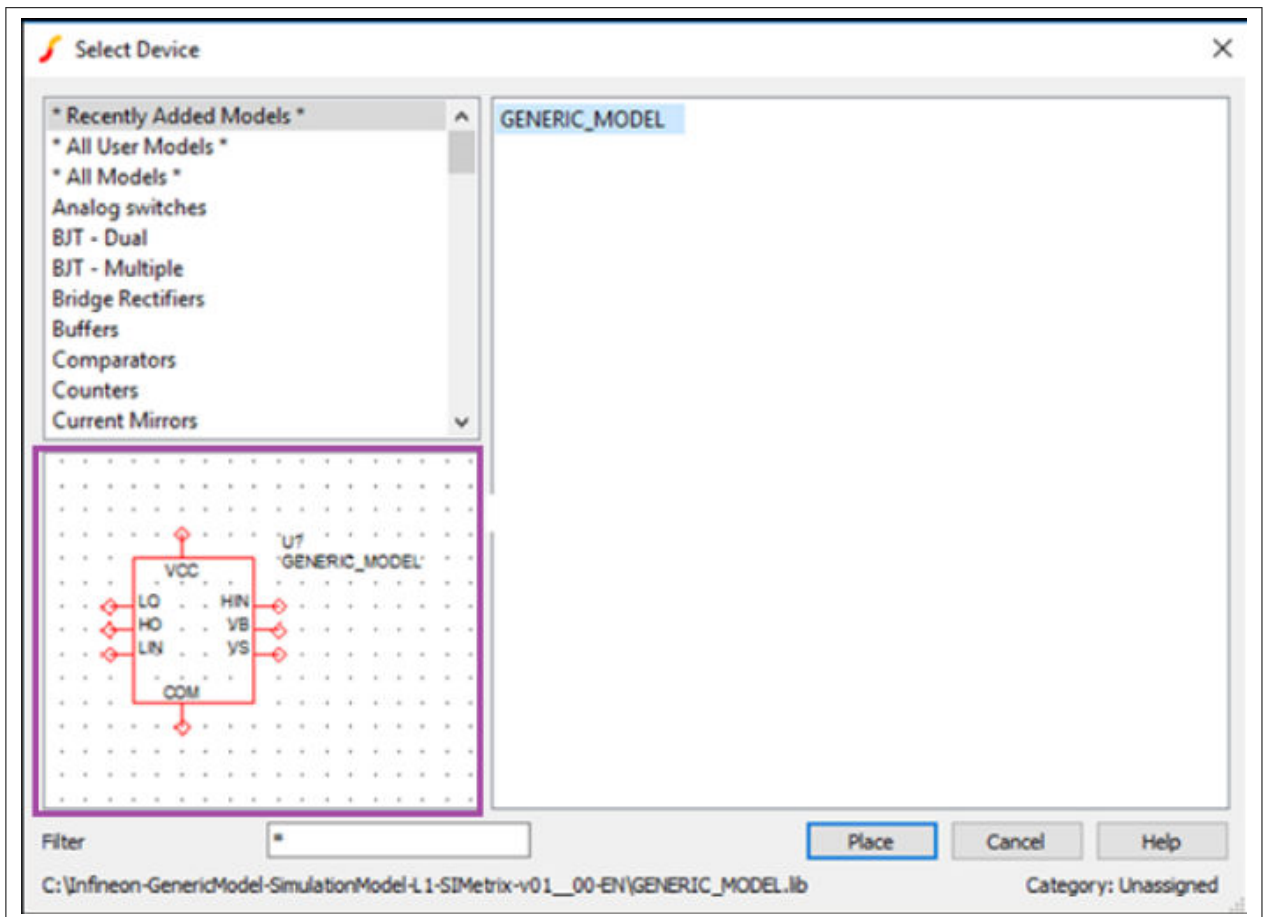 Select Device
* Recently Added Models *
* All User Models *
* All Models *
Analog switches
BJT - Dual
BJT - Multiple
Bridge Rectifiers
Buffers
Comparators
Counters
Current Mirrors
GENERIC_MODEL
U?
GENERIC_MODEL
VCC
LO HIN
HO VB
LIN VS
COM
Filter *
Place Cancel Help
C:\Infineon-GenericModel-SimulationModel-L1-SIMetrix-v01__00-EN\GENERIC_MODEL.lib Category: Unassigned